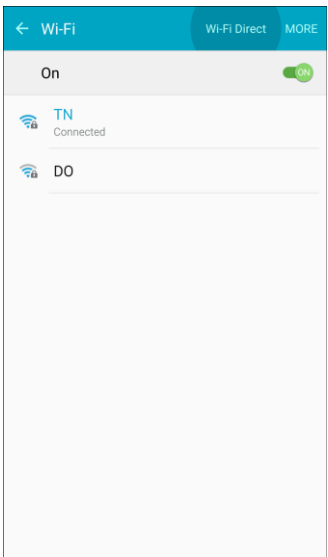 Wi-Fi Wi-Fi Direct MORE
On ON
TN
Connected
DO